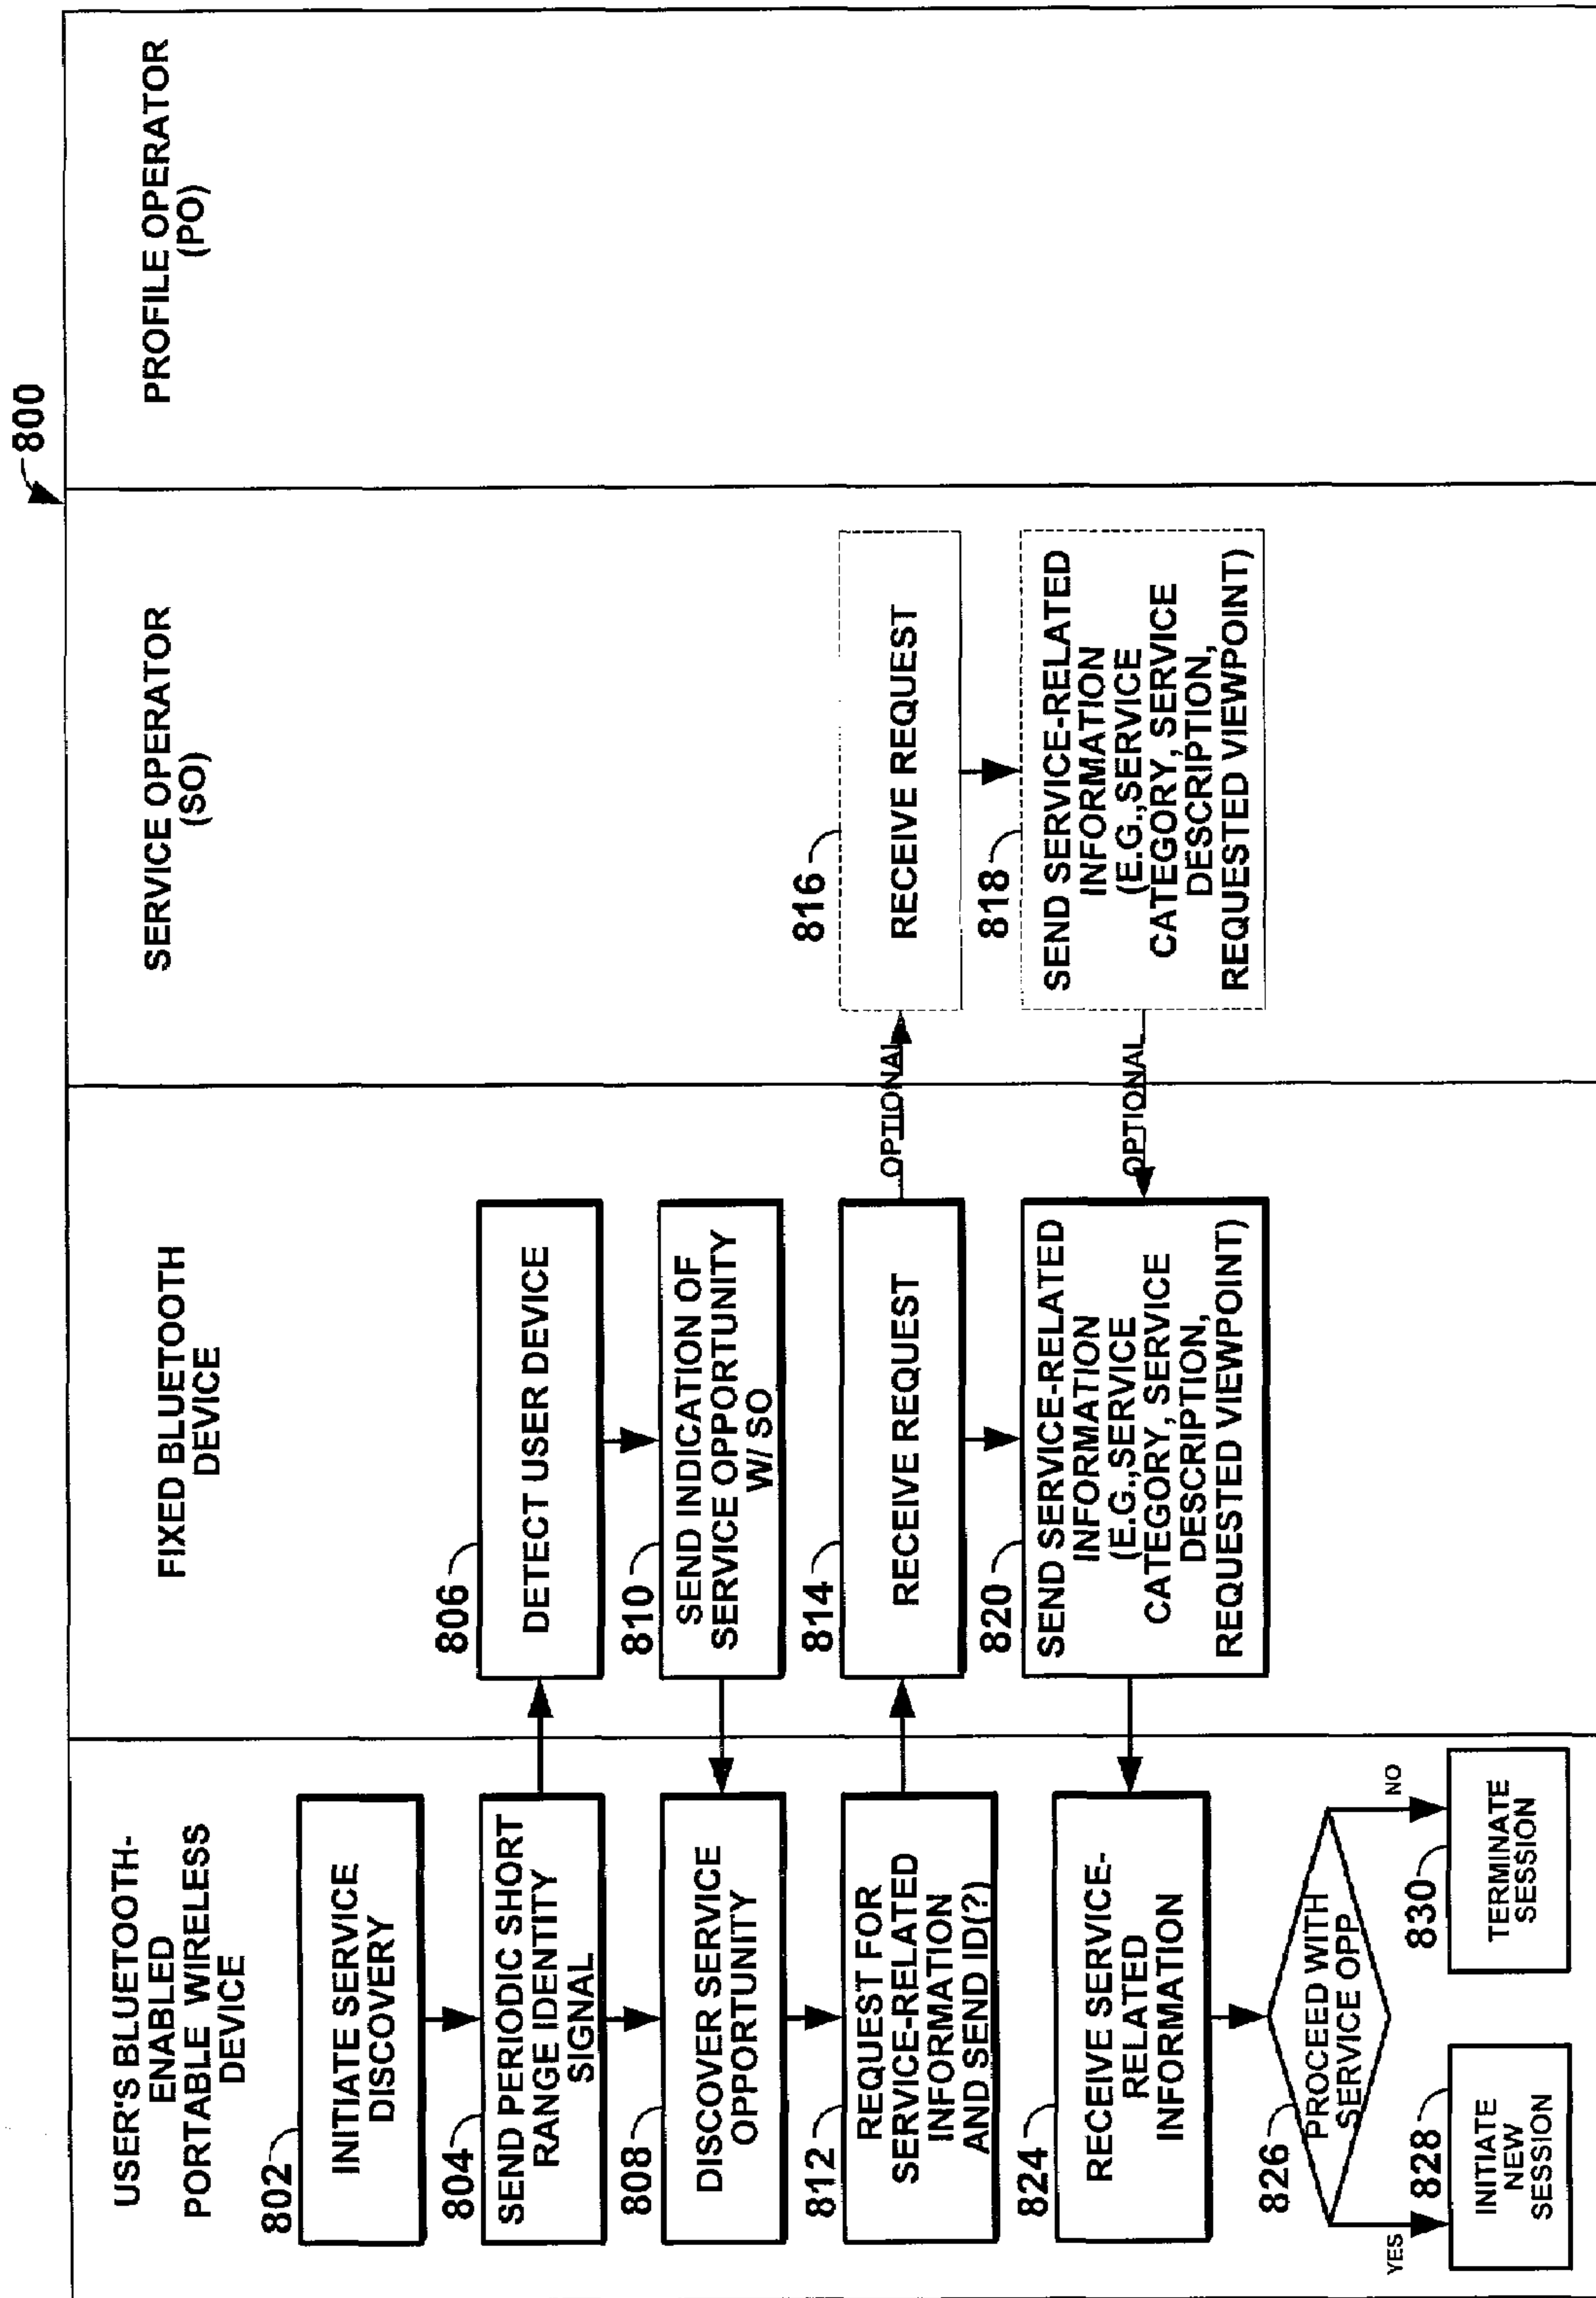 800
USER'S BLUETOOTH-
ENABLED
PORTABLE WIRELESS
DEVICE
FIXED BLUETOOTH
DEVICE
SERVICE OPERATOR
(SO)
PROFILE OPERATOR
(PO)
802
INITIATE SERVICE
DISCOVERY
804
SEND PERIODIC SHORT
RANGE IDENTITY
SIGNAL
806
DETECT USER DEVICE
808
DISCOVER SERVICE
OPPORTUNITY
810
SEND INDICATION OF
SERVICE OPPORTUNITY
W/ SO
812
REQUEST FOR
SERVICE-RELATED
INFORMATION
AND SEND ID(?)
814
RECEIVE REQUEST
OPTIONAL
816
RECEIVE REQUEST
818
SEND SERVICE-RELATED
INFORMATION
(E.G.,SERVICE
CATEGORY, SERVICE
DESCRIPTION,
REQUESTED VIEWPOINT)
OPTIONAL
820
SEND SERVICE-RELATED
INFORMATION
(E.G.,SERVICE
CATEGORY, SERVICE
DESCRIPTION,
REQUESTED VIEWPOINT)
824
RECEIVE SERVICE-
RELATED
INFORMATION
826
PROCEED WITH
SERVICE OPP
YES
NO
828
INITIATE
NEW
SESSION
830
TERMINATE
SESSION